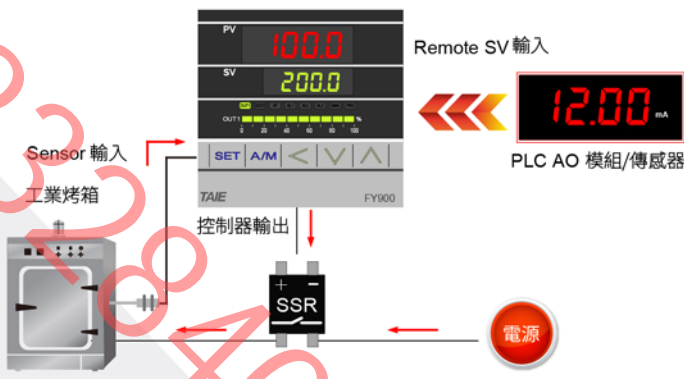 PV
100.0
Remote SV 輸入
SV
200.0
OUT1
%
0 20 40 60 80 100
12.00 mA
Sensor 輸入
SET A/M
PLC AO 模組/傳感器
工業烤箱
TAIE FY900
控制器輸出
+ −
SSR
電源